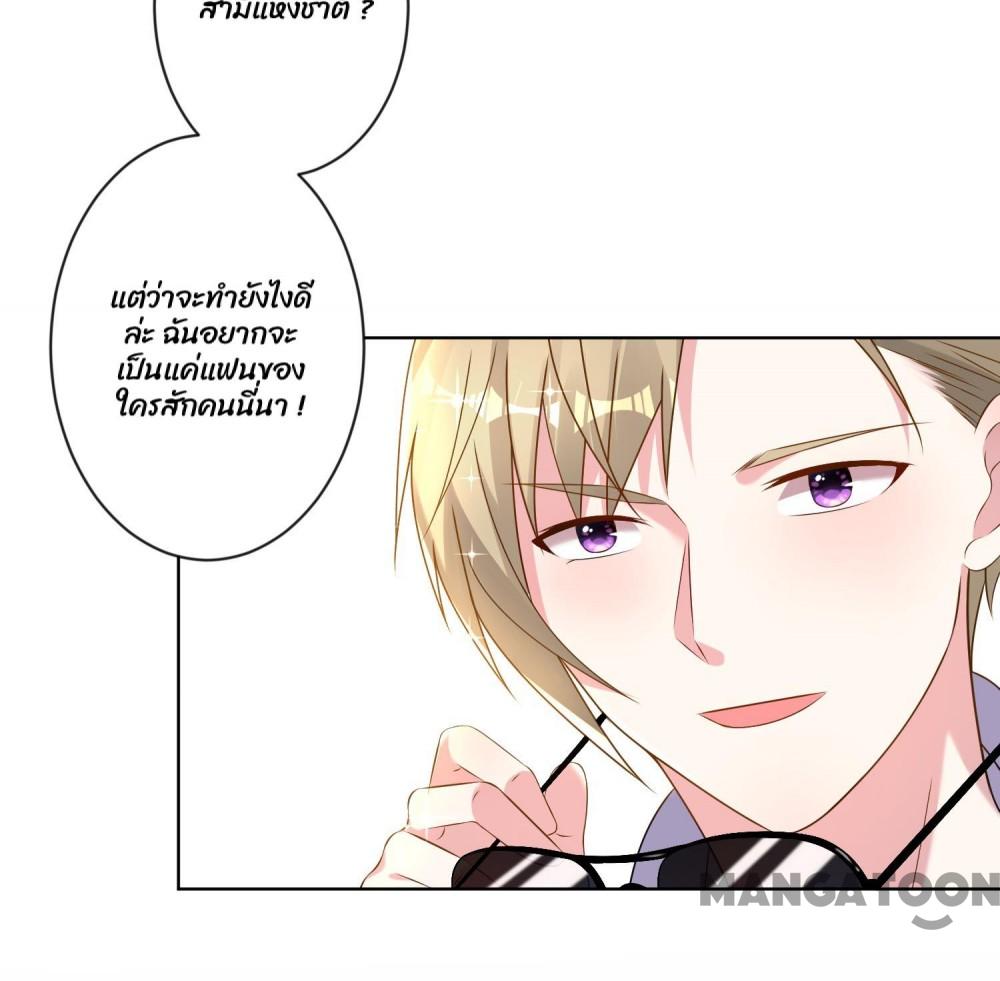 สามีแห่งชาติ ?
แต่ว่าจะทำยังไงดี
ล่ะ ฉันอยากจะ
เป็นแค่แฟนของ
ใครสักคนนี่นา !
MANGATOON